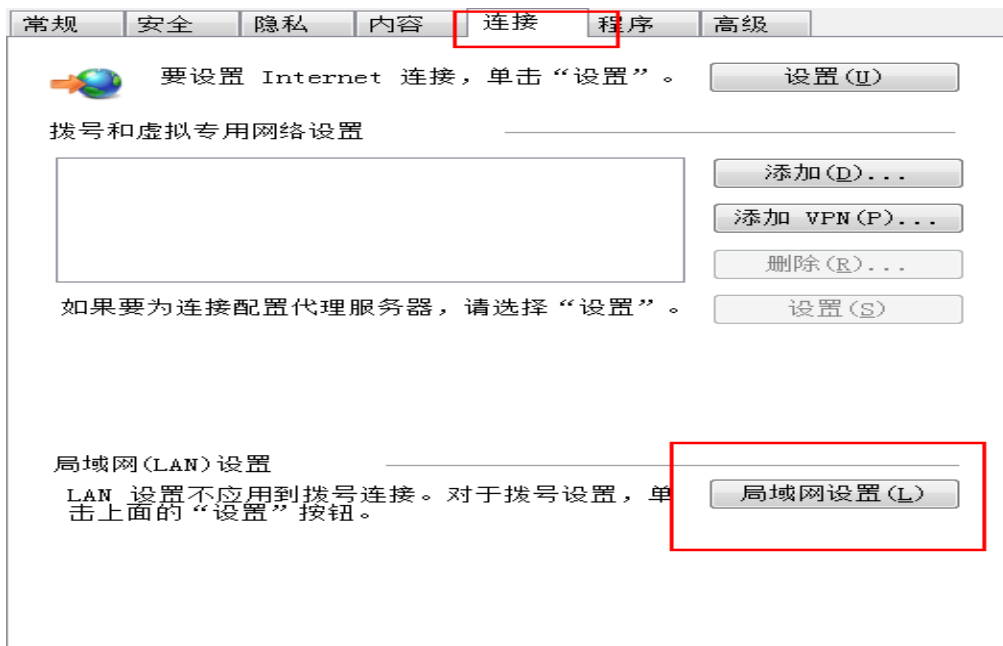 常规 安全 隐私 内容 连接 程序 高级
要设置 Internet 连接,单击“设置”。 设置(U)
拨号和虚拟专用网络设置
添加(D)...
添加 VPN(P)...
删除(R)...
如果要为连接配置代理服务器,请选择“设置”。 设置(S)
局域网(LAN)设置
LAN 设置不应用到拨号连接。对于拨号设置,单 局域网设置(L)
击上面的“设置”按钮。